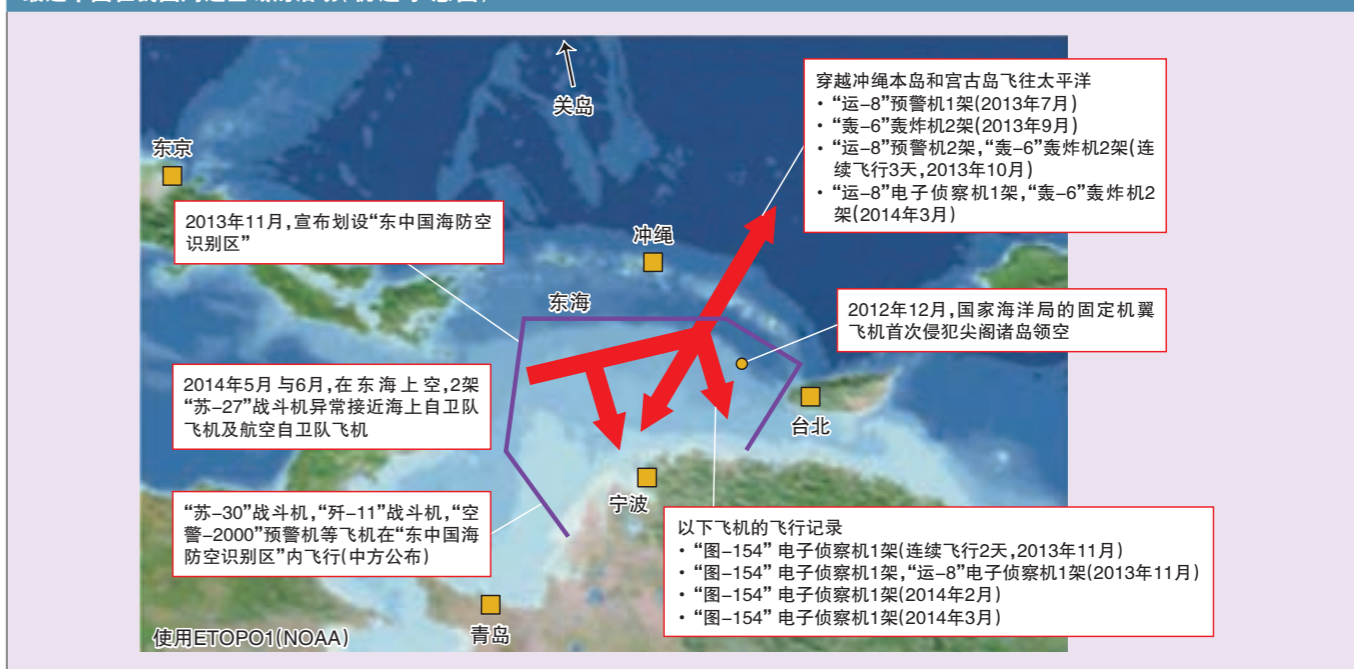 关岛
东京
穿越冲绳本岛和宫古岛飞往太平洋
·“运–8”预警机1架(2013年7月)
·“轰–6”轰炸机2架(2013年9月)
·“运–8”预警机2架,“轰–6”轰炸机2架(连
续飞行3天,2013年10月)
·“运–8”电子侦察机1架,“轰–6”轰炸机2
架(2014年3月)
2013年11月,宣布划设“东中国海防空
识别区”
冲绳
东海
2012年12月,国家海洋局的固定机翼
飞机首次侵犯尖阁诸岛领空
2014年5月与6月,在东海上空,2架
“苏–27”战斗机异常接近海上自卫队
飞机及航空自卫队飞机
台北
宁波
“苏–30”战斗机,“歼–11”战斗机,“空
警–2000”预警机等飞机在“东中国海
防空识别区”内飞行(中方公布)
以下飞机的飞行记录
·“图–154” 电子侦察机1架(连续飞行2天,2013年11月)
·“图–154” 电子侦察机1架,“运–8”电子侦察机1架(2013年11月)
·“图–154” 电子侦察机1架(2014年2月)
·“图–154” 电子侦察机1架(2014年3月)
青岛
使用ETOPO1(NOAA)